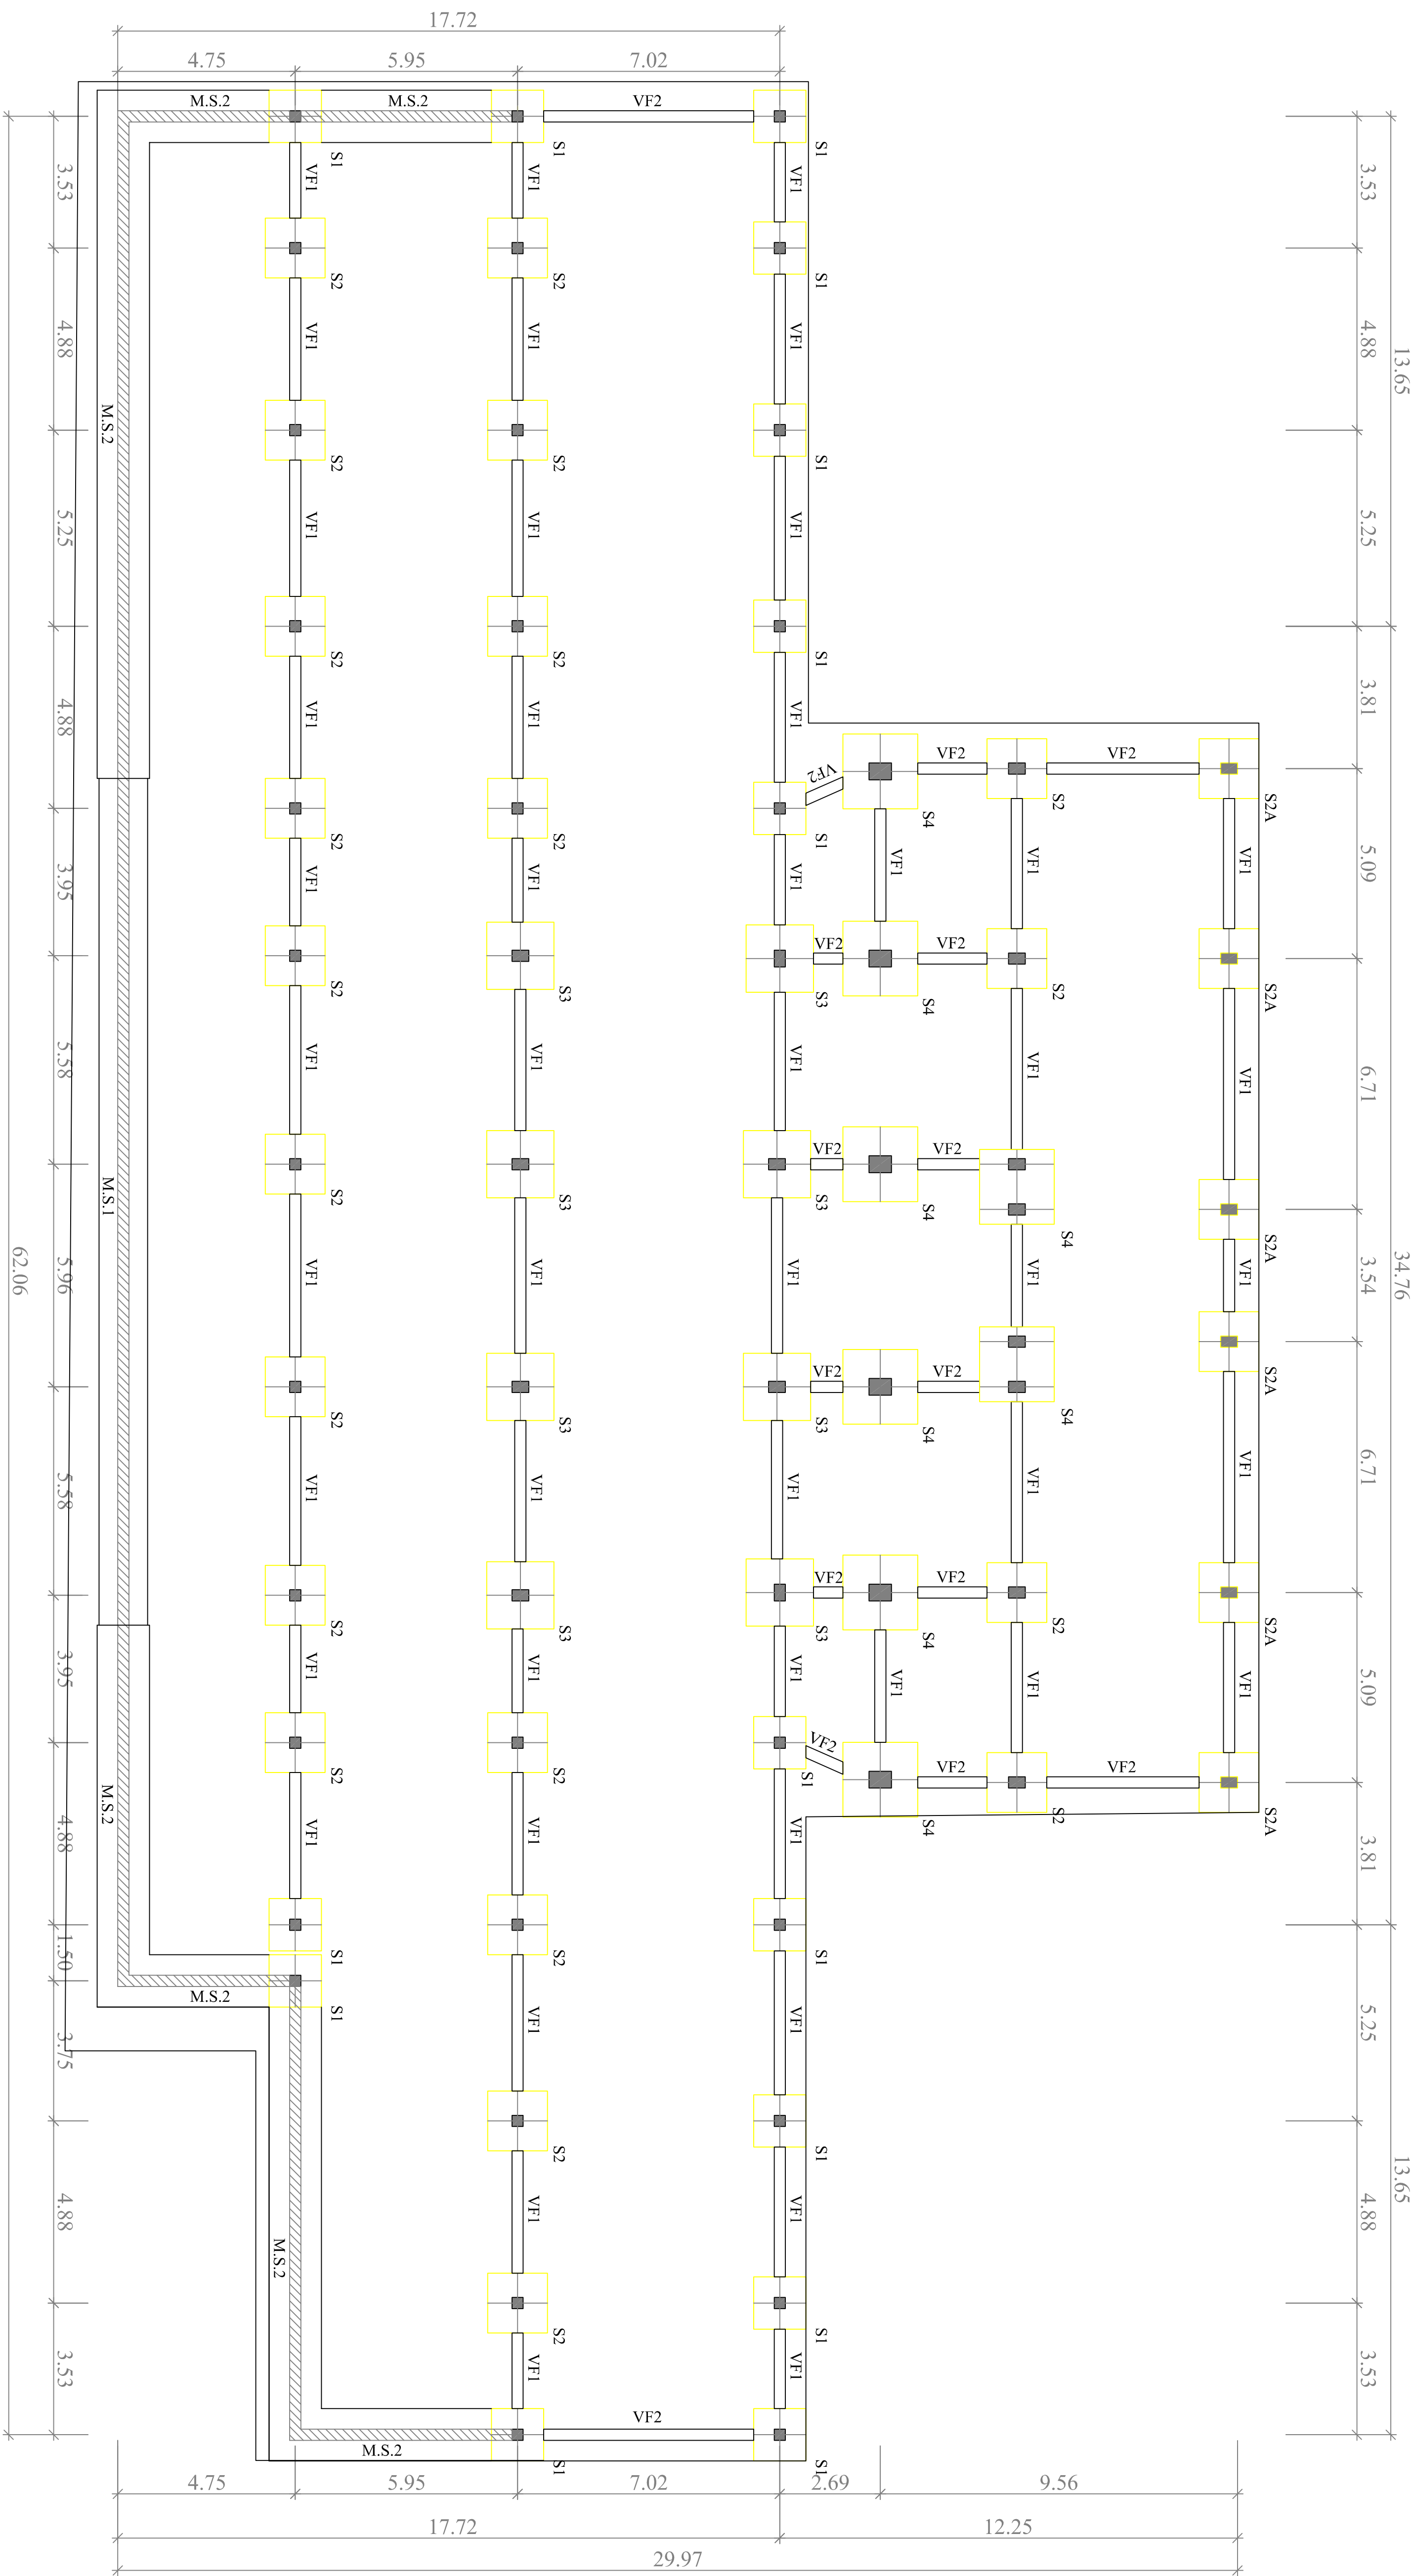 17.72
4.75 5.95 7.02
M.S.2 M.S.2 VF2
S1 S1 S1
3.53 VF1 VF1 VF1 3.53
S2 S2 S1
4.88 VF1 VF1 VF1 4.88 13.65
M.S.2
S2 S2 S1
5.25 VF1 VF1 VF1 5.25
S2 S2 S1
4.88 VF1 VF1 VF1 3.81
VF2 VF2 VF2
S2 S2 S1 S4 S2 S2A
3.95 VF1 VF1 VF1 VF1 VF1 VF1 5.09
VF2 VF2
S2 S3 S3 S4 S2 S2A
5.58 VF1 VF1 VF1 VF1 VF1 6.71
VF2 VF2
M.S.1
S2 S3 S3 S4 S4 S2A
62.06 5.96 VF1 VF1 VF1 VF1 VF1 3.54 34.76
VF2 VF2
S2 S3 S3 S4 S4 S2A
5.58 VF1 VF1 VF1 VF1 VF1 6.71
VF2 VF2
S2 S3 S3 S4 S2 S2A
3.95 VF1 VF1 VF1 VF1 VF1 VF1 5.09
VF2 VF2 VF2
S2 S2 S1 S4 S2 S2A
M.S.2
4.88 VF1 VF1 VF1 3.81
S1 S2 S1
1.50
M.S.2 S1
3.75 VF1 VF1 5.25
S2 S1
13.65
4.88 VF1 VF1 4.88
M.S.2
S2 S1
3.53 VF1 VF1 3.53
VF2
M.S.2 S1 S1
4.75 5.95 7.02 2.69 9.56
17.72 12.25
29.97